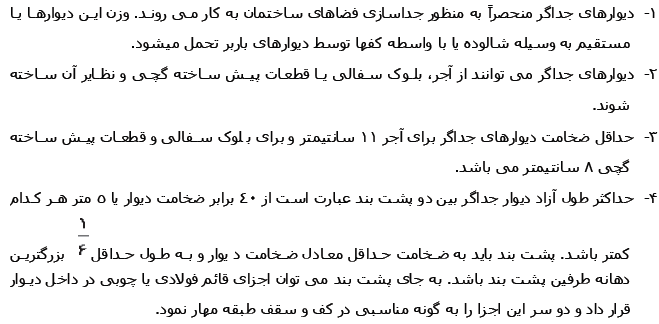 ۱- دیوارهای جداگر منحصرآً به منظور جداسازی فضاهای ساختمان به کار می روند. وزن این دیوارها یا
مستقیم به وسیله شالوده یا با واسطه کفها توسط دیوارهای باربر تحمل میشود.
۲- دیوارهای جداگر می توانند از آجر، بلوک سفالی یا قطعات پیش ساخته گچی و نظایر آن ساخته
شوند.
۳- حداقل ضخامت دیوارهای جداگر برای آجر ۱۱ سانتیمتر و برای بلوک سفالی و قطعات پیش ساخته
گچی ۸ سانتیمتر می باشد.
۴- حداکثر طول آزاد دیوار جداگر بین دو پشت بند عبارت است از ۴۰ برابر ضخامت دیوار یا ۵ متر هر کدام
کمتر باشد. پشت بند باید به ضخامت حداقل معادل ضخامت دیوار و به طول حداقل ۱/۶ بزرگترین
دهانه طرفین پشت بند باشد. به جای پشت بند می توان اجزای قائم فولادی یا چوبی در داخل دیوار
قرار داد و دو سر این اجزا را به گونه مناسبی در کف و سقف طبقه مهار نمود.